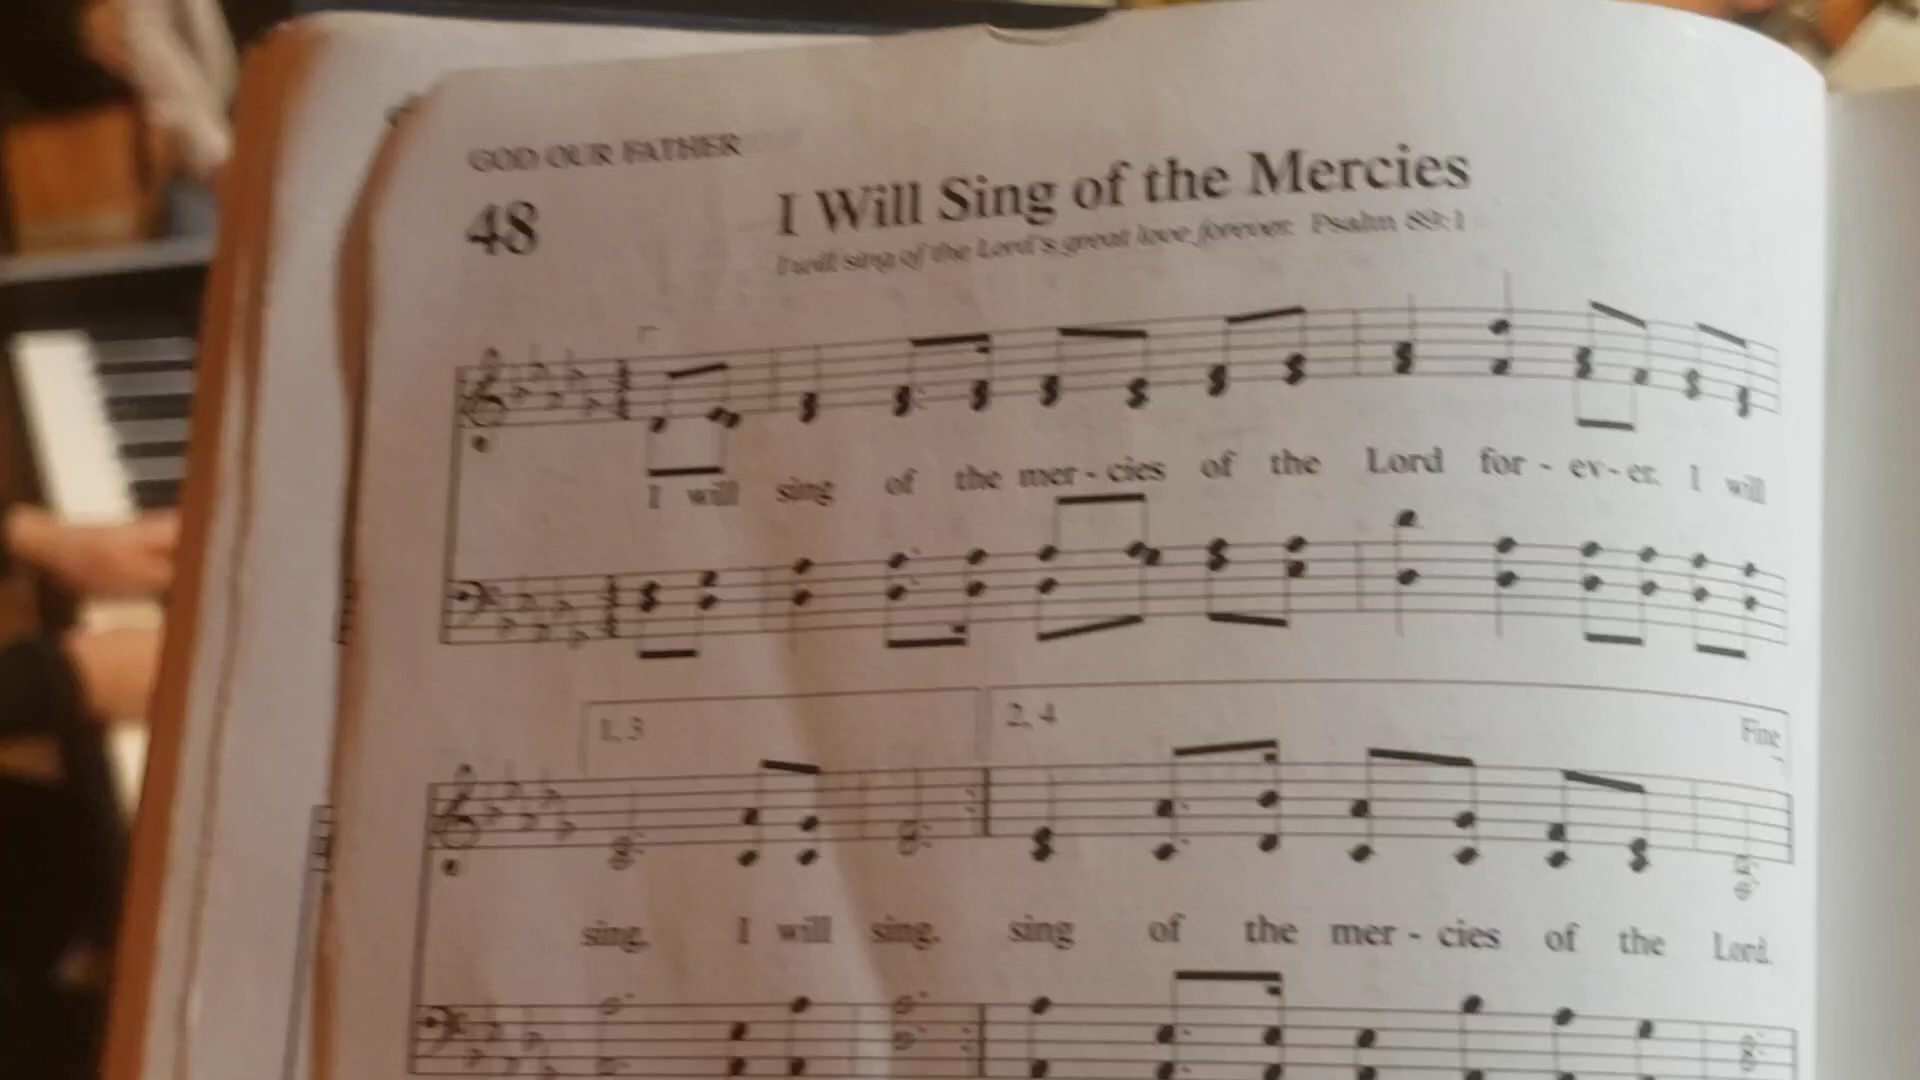 GOD OUR FATHER
48
I Will Sing of the Mercies
I will sing of the Lord's great love forever. Psalm 89:1
I will sing of the mer - cies of the Lord for - ev - er. I will
1, 3
2, 4
Fine
sing. I will sing. sing of the mer - cies of the Lord.